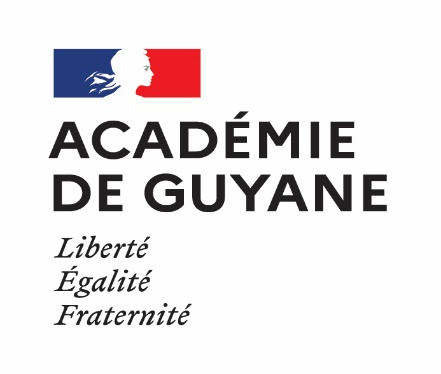 ACADÉMIE
DE GUYANE
Liberté
Égalité
Fraternité